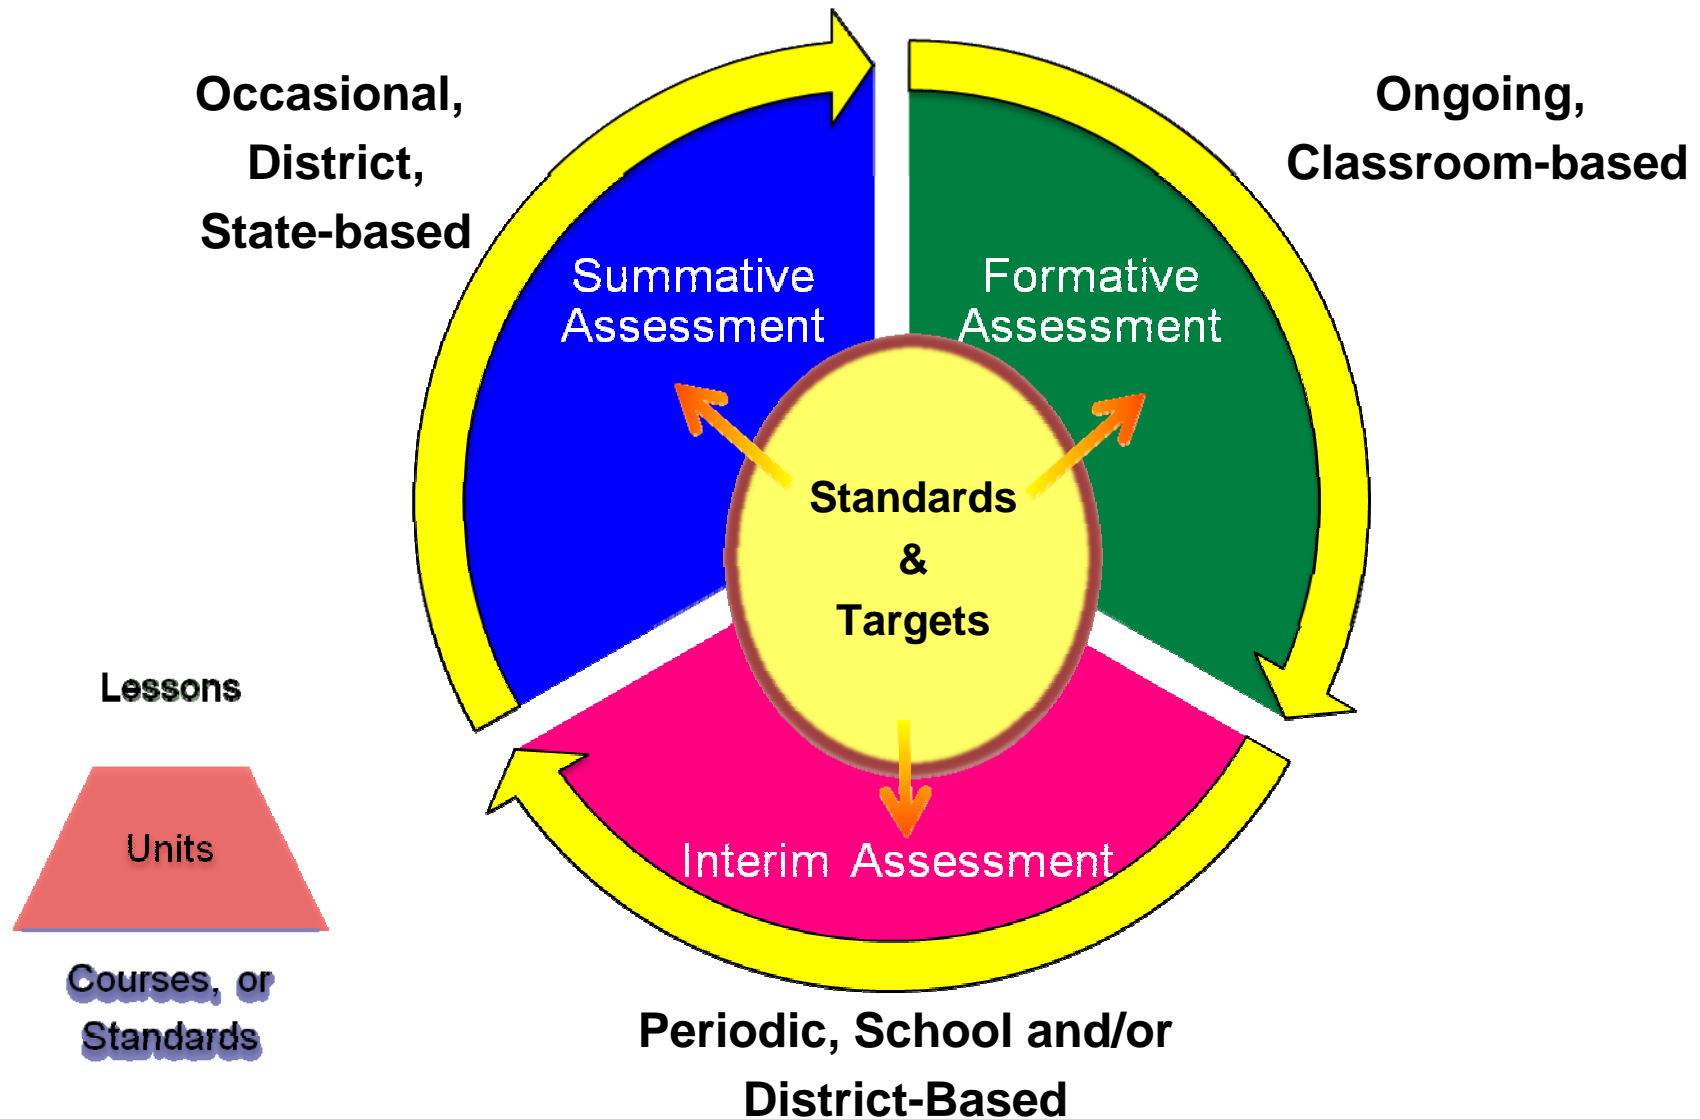 Occasional,
District,
State-based
Ongoing,
Classroom-based
Summative
Assessment
Formative
Assessment
Standards
&
Targets
Interim Assessment
Periodic, School and/or
District-Based
Lessons
Units
Courses, or
Standards